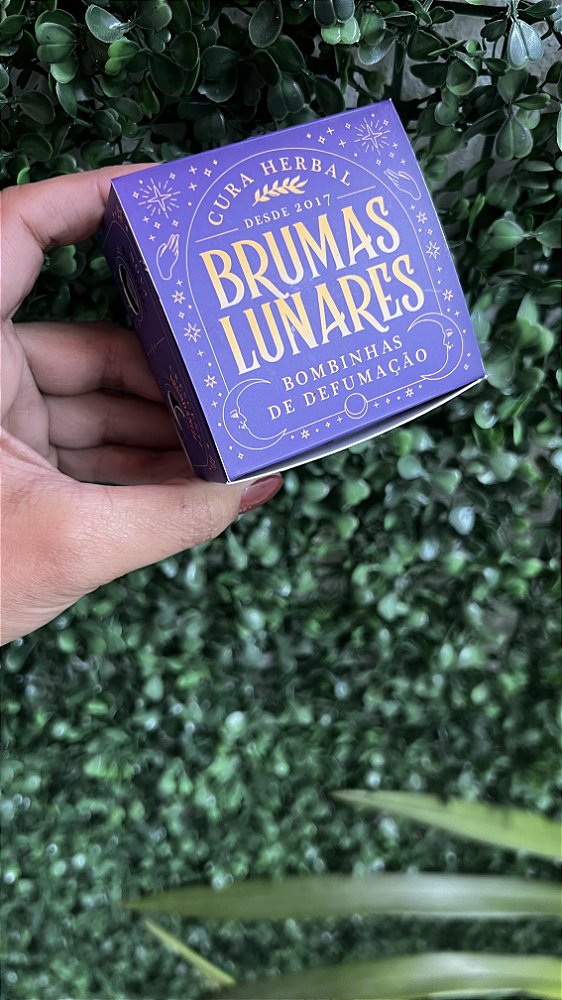 CURA HERBAL
DESDE 2017
BRUMAS
LUNARES
BOMBINHAS
DE DEFUMAÇÃO